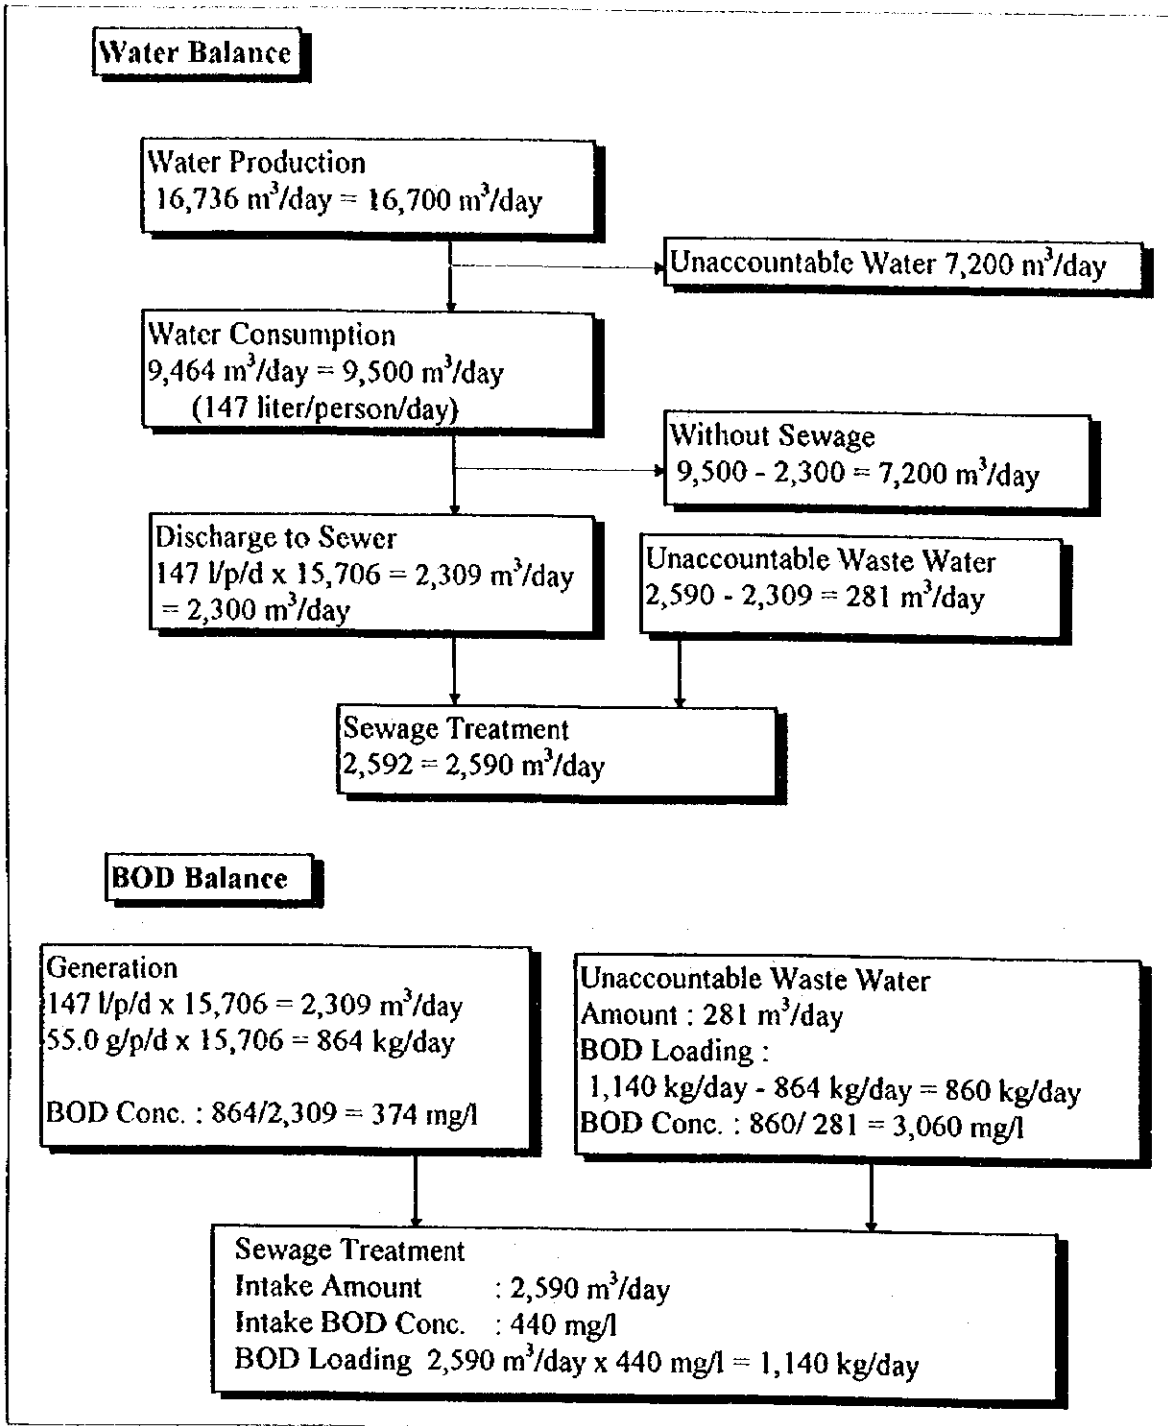 Water Balance
Water Production
16,736 m³/day = 16,700 m³/day
Unaccountable Water 7,200 m³/day
Water Consumption
9,464 m³/day = 9,500 m³/day
(147 liter/person/day)
Without Sewage
9,500 - 2,300 = 7,200 m³/day
Discharge to Sewer
147 l/p/d x 15,706 = 2,309 m³/day
= 2,300 m³/day
Unaccountable Waste Water
2,590 - 2,309 = 281 m³/day
Sewage Treatment
2,592 = 2,590 m³/day
BOD Balance
Generation
147 l/p/d x 15,706 = 2,309 m³/day
55.0 g/p/d x 15,706 = 864 kg/day
BOD Conc. : 864/2,309 = 374 mg/l
Unaccountable Waste Water
Amount : 281 m³/day
BOD Loading :
1,140 kg/day - 864 kg/day = 860 kg/day
BOD Conc. : 860/ 281 = 3,060 mg/l
Sewage Treatment
Intake Amount : 2,590 m³/day
Intake BOD Conc. : 440 mg/l
BOD Loading 2,590 m³/day x 440 mg/l = 1,140 kg/day